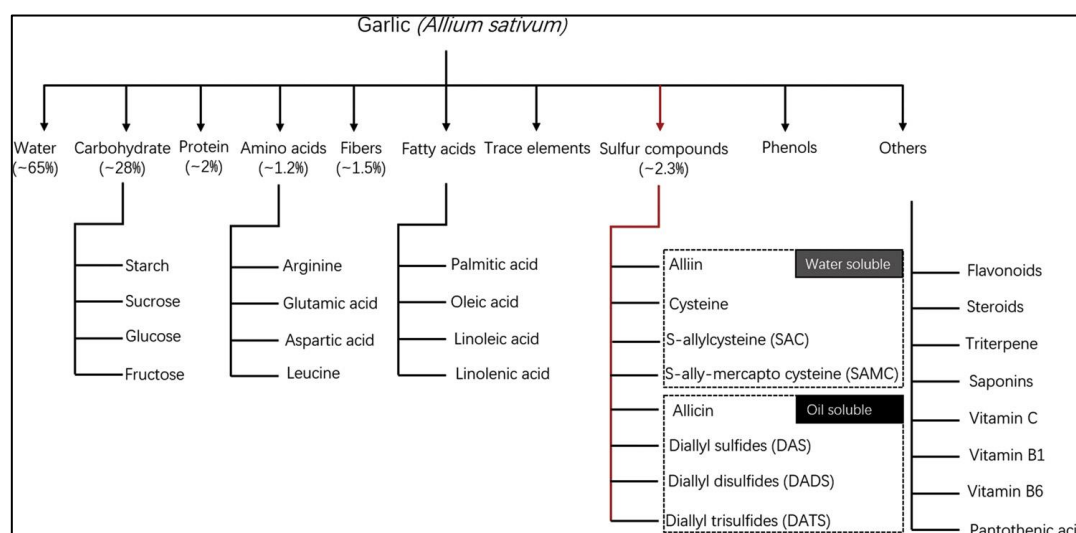 Garlic (Allium sativum)
Water
(~65%)
Carbohydrate
(~28%)
Protein
(~2%)
Amino acids
(~1.2%)
Fibers
(~1.5%)
Fatty acids
Trace elements
Sulfur compounds
(~2.3%)
Phenols
Others
Starch
Sucrose
Glucose
Fructose
Arginine
Glutamic acid
Aspartic acid
Leucine
Palmitic acid
Oleic acid
Linoleic acid
Linolenic acid
Alliin
Water soluble
Cysteine
S-allylcysteine (SAC)
S-ally-mercapto cysteine (SAMC)
Allicin
Oil soluble
Diallyl sulfides (DAS)
Diallyl disulfides (DADS)
Diallyl trisulfides (DATS)
Flavonoids
Steroids
Triterpene
Saponins
Vitamin C
Vitamin B1
Vitamin B6
Pantothenic acid